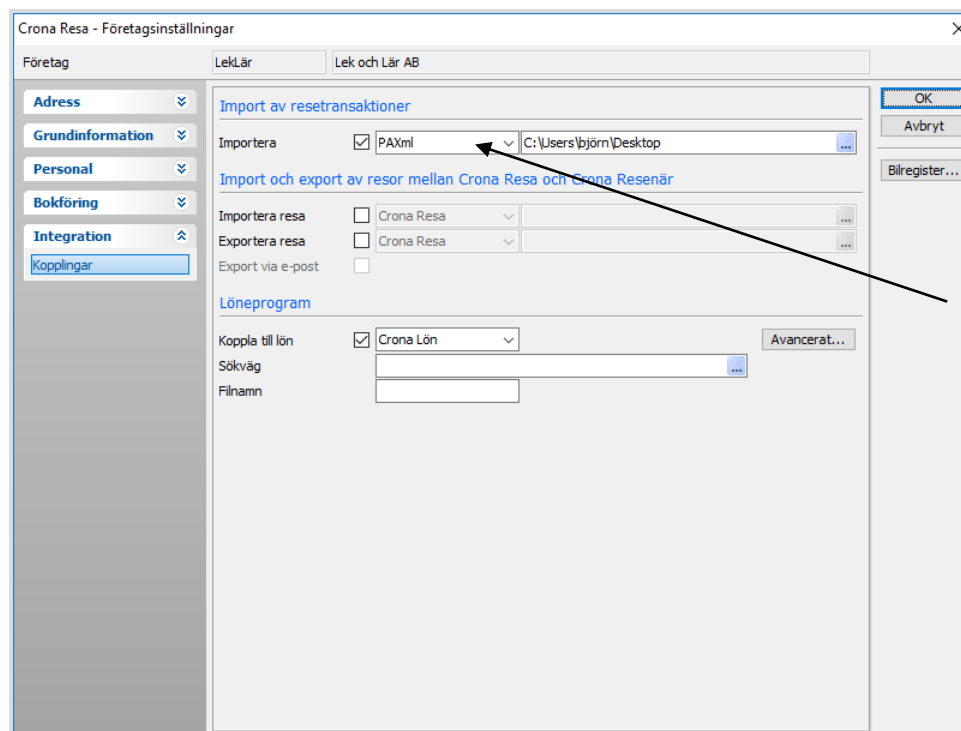 Crona Resa - Företagsinställningar
Företag LekLär Lek och Lär AB
Adress
Grundinformation
Personal
Bokföring
Integration
Kopplingar
Import av resetransaktioner
Importera PAXml C:\Users\björn\Desktop ...
Import och export av resor mellan Crona Resa och Crona Resenär
Importera resa Crona Resa ...
Exportera resa Crona Resa ...
Export via e-post
Löneprogram
Koppla till lön Crona Lön Avancerat...
Sökväg ...
Filnamn
OK
Avbryt
Bilregister...